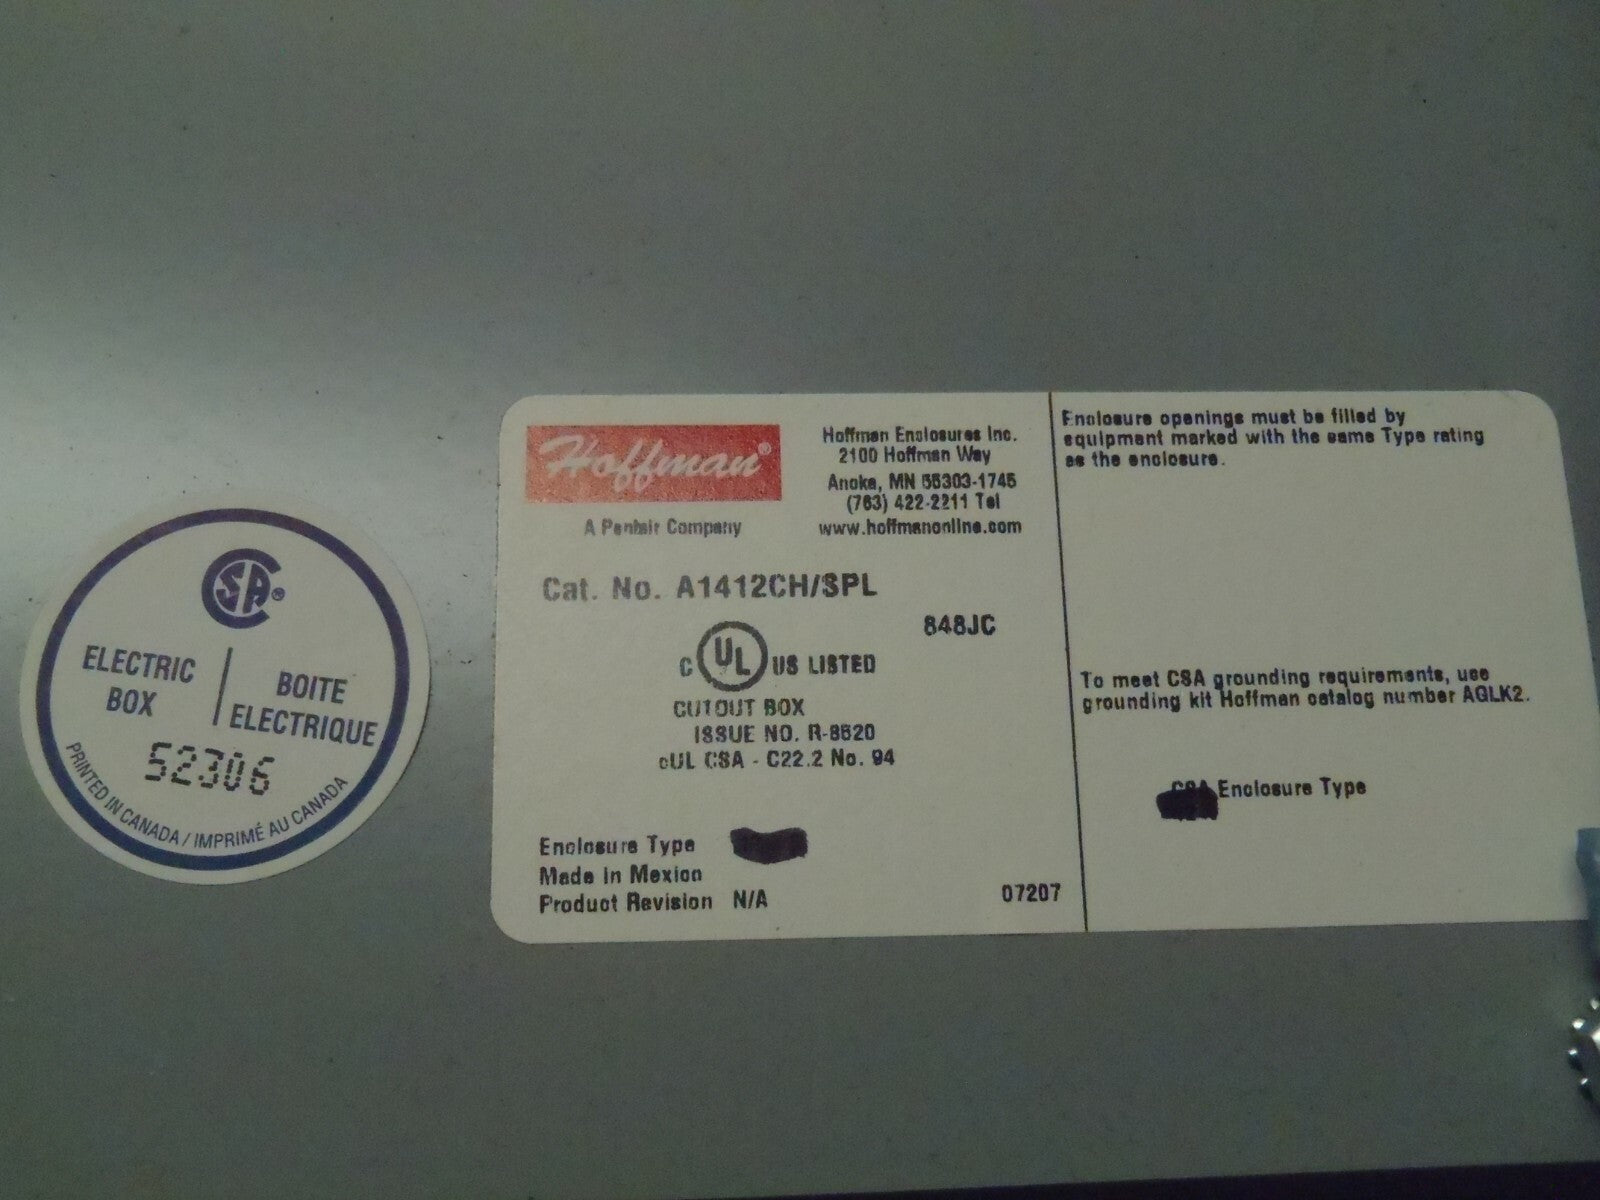 CSA®
ELECTRIC
BOX
BOITE
ELECTRIQUE
52306
PRINTED IN CANADA / IMPRIMÉ AU CANADA
Hoffman®
A Pentair Company
Hoffman Enclosures Inc.
2100 Hoffman Way
Anoka, MN 55303-1745
(763) 422-2211 Tel
www.hoffmanonline.com
Cat. No. A1412CH/SPL
848JC
C UL US LISTED
CUTOUT BOX
ISSUE NO. R-8520
cUL CSA - C22.2 No. 94
Enclosure Type
Made in Mexico
Product Revision N/A
07207
Enclosure openings must be filled by
equipment marked with the same Type rating
as the enclosure.
To meet CSA grounding requirements, use
grounding kit Hoffman catalog number AGLK2.
CSA Enclosure Type